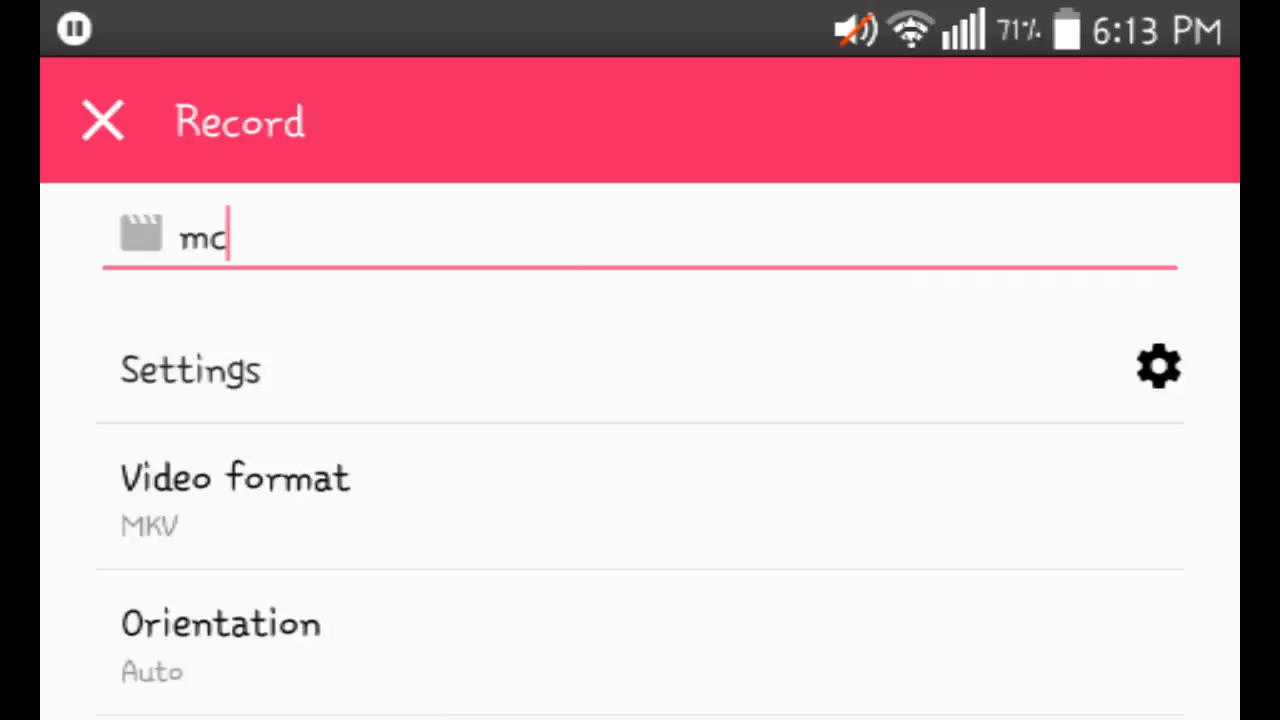 71% 6:13 PM
Record
mc
Settings
Video format
MKV
Orientation
Auto